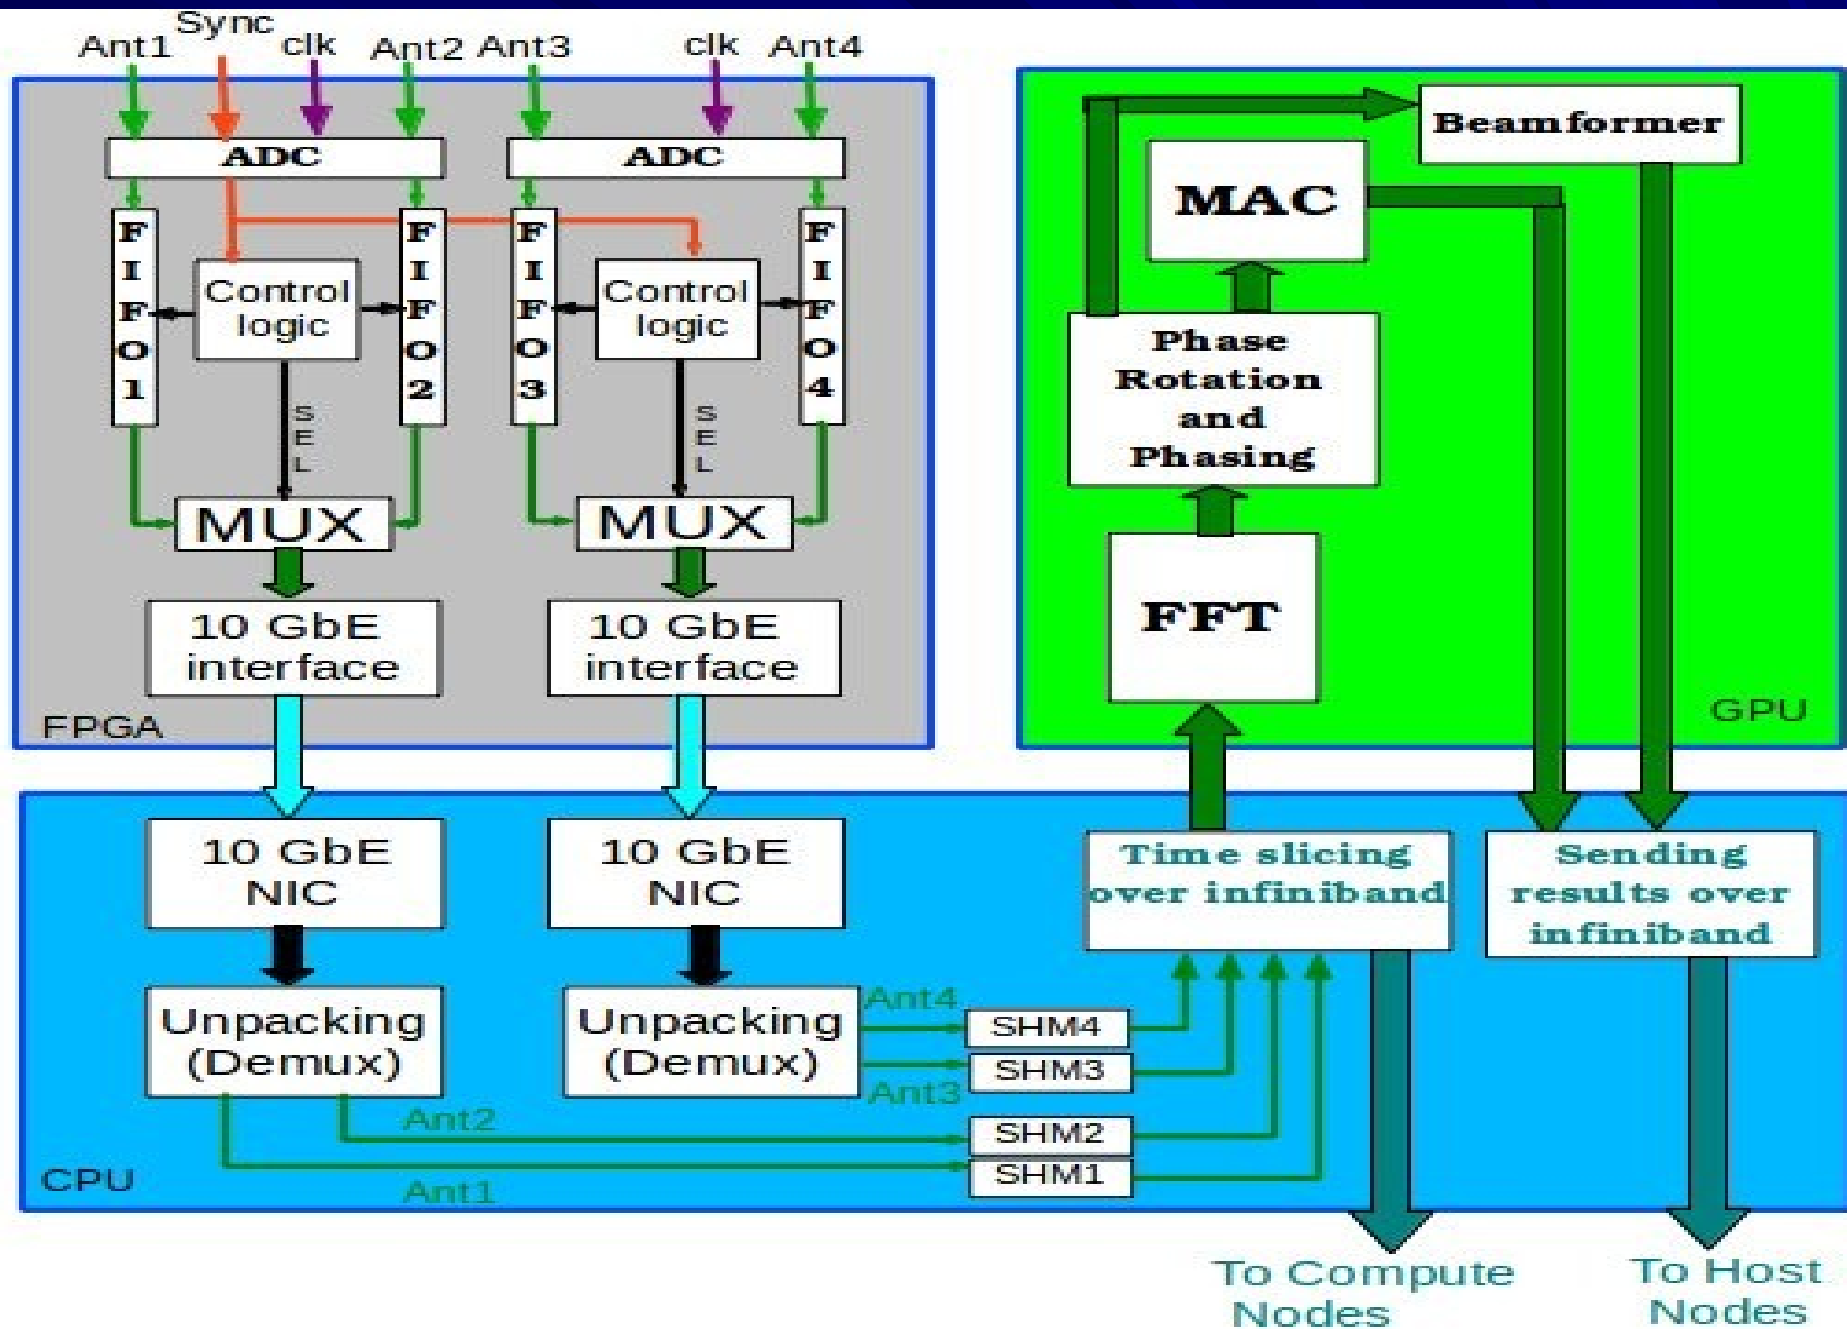 Sync
Ant1
clk
Ant2
Ant3
clk
Ant4
ADC
ADC
FIFO1
Control
logic
FIFO2
FIFO3
Control
logic
FIFO4
SEL
SEL
MUX
MUX
10 GbE
interface
10 GbE
interface
FPGA
Beamformer
MAC
Phase
Rotation
and
Phasing
FFT
GPU
10 GbE
NIC
10 GbE
NIC
Unpacking
(Demux)
Unpacking
(Demux)
Ant4
Ant3
Ant2
Ant1
SHM4
SHM3
SHM2
SHM1
CPU
Time slicing
over infiniband
Sending
results over
infiniband
To Compute
Nodes
To Host
Nodes